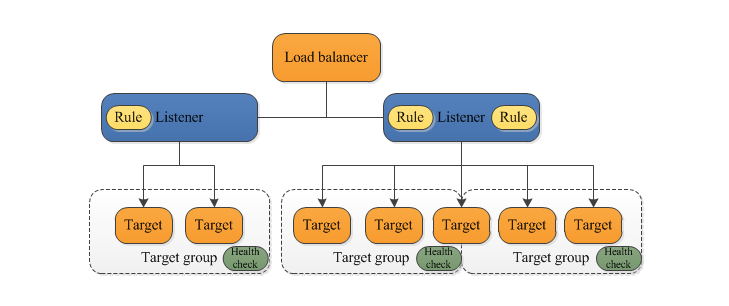 Load balancer
Rule Listener
Rule Listener Rule
Target Target
Target Target Target Target Target
Target group
Health
check
Target group
Health
check
Target group
Health
check